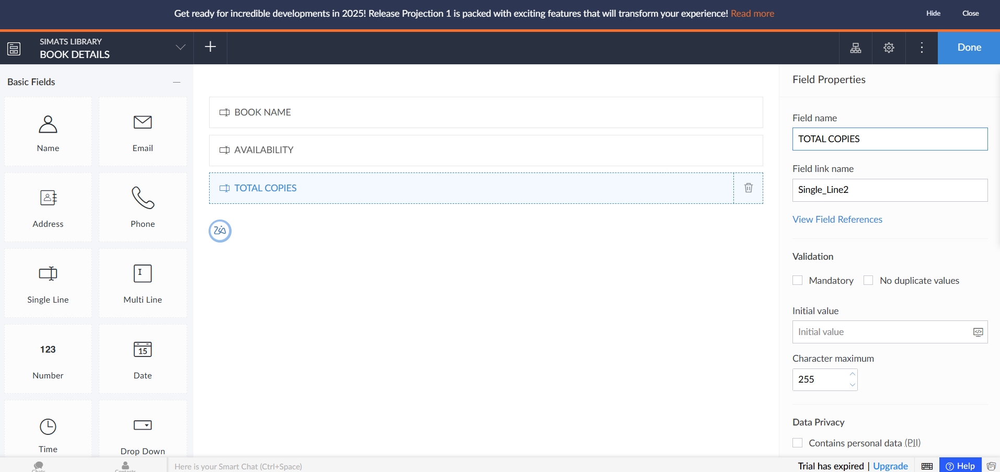 Get ready for incredible developments in 2025! Release Projection 1 is packed with exciting features that will transform your experience! Read more
Hide
Close
SIMATS LIBRARY
BOOK DETAILS
Done
Basic Fields
Name
Email
Address
Phone
Single Line
Multi Line
123
Number
15
Date
Time
Drop Down
BOOK NAME
AVAILABILITY
TOTAL COPIES
ZIA
Field Properties
Field name
TOTAL COPIES
Field link name
Single_Line2
View Field References
Validation
Mandatory
No duplicate values
Initial value
Initial value
Character maximum
255
Data Privacy
Contains personal data (PII)
Chats
Contacts
Here is your Smart Chat (Ctrl+Space)
Trial has expired | Upgrade
Help